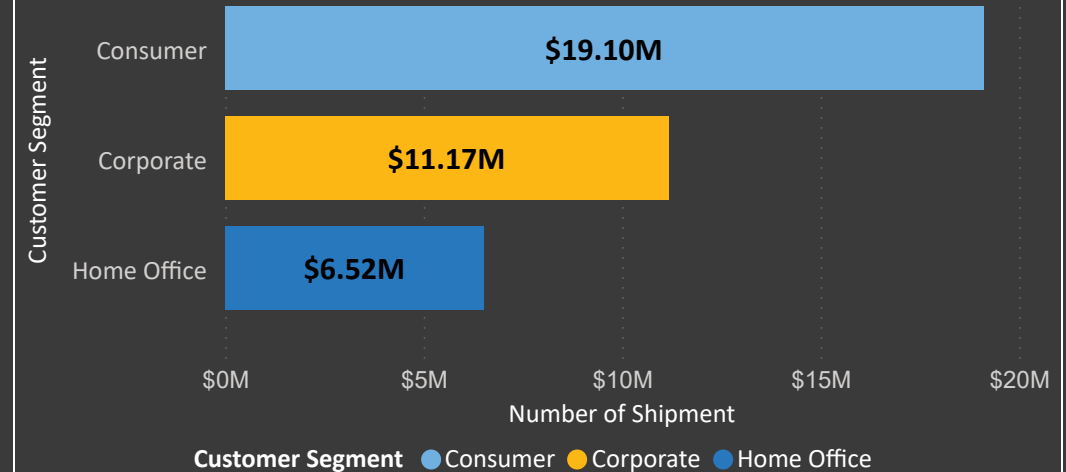 Customer Segment
Consumer
$19.10M
Corporate
$11.17M
Home Office
$6.52M
$0M $5M $10M $15M $20M
Number of Shipment
Customer Segment Consumer Corporate Home Office